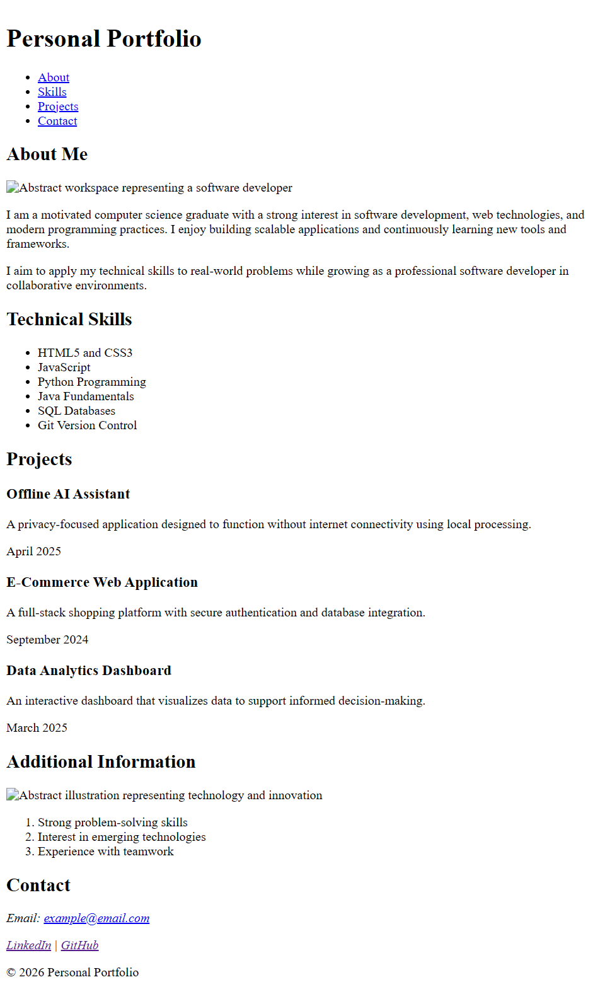 Personal Portfolio
About
Skills
Projects
Contact
About Me
Abstract workspace representing a software developer
I am a motivated computer science graduate with a strong interest in software development, web technologies, and
modern programming practices. I enjoy building scalable applications and continuously learning new tools and
frameworks.
I aim to apply my technical skills to real-world problems while growing as a professional software developer in
collaborative environments.
Technical Skills
HTML5 and CSS3
JavaScript
Python Programming
Java Fundamentals
SQL Databases
Git Version Control
Projects
Offline AI Assistant
A privacy-focused application designed to function without internet connectivity using local processing.
April 2025
E-Commerce Web Application
A full-stack shopping platform with secure authentication and database integration.
September 2024
Data Analytics Dashboard
An interactive dashboard that visualizes data to support informed decision-making.
March 2025
Additional Information
Abstract illustration representing technology and innovation
1. Strong problem-solving skills
2. Interest in emerging technologies
3. Experience with teamwork
Contact
Email: example@email.com
LinkedIn | GitHub
© 2026 Personal Portfolio